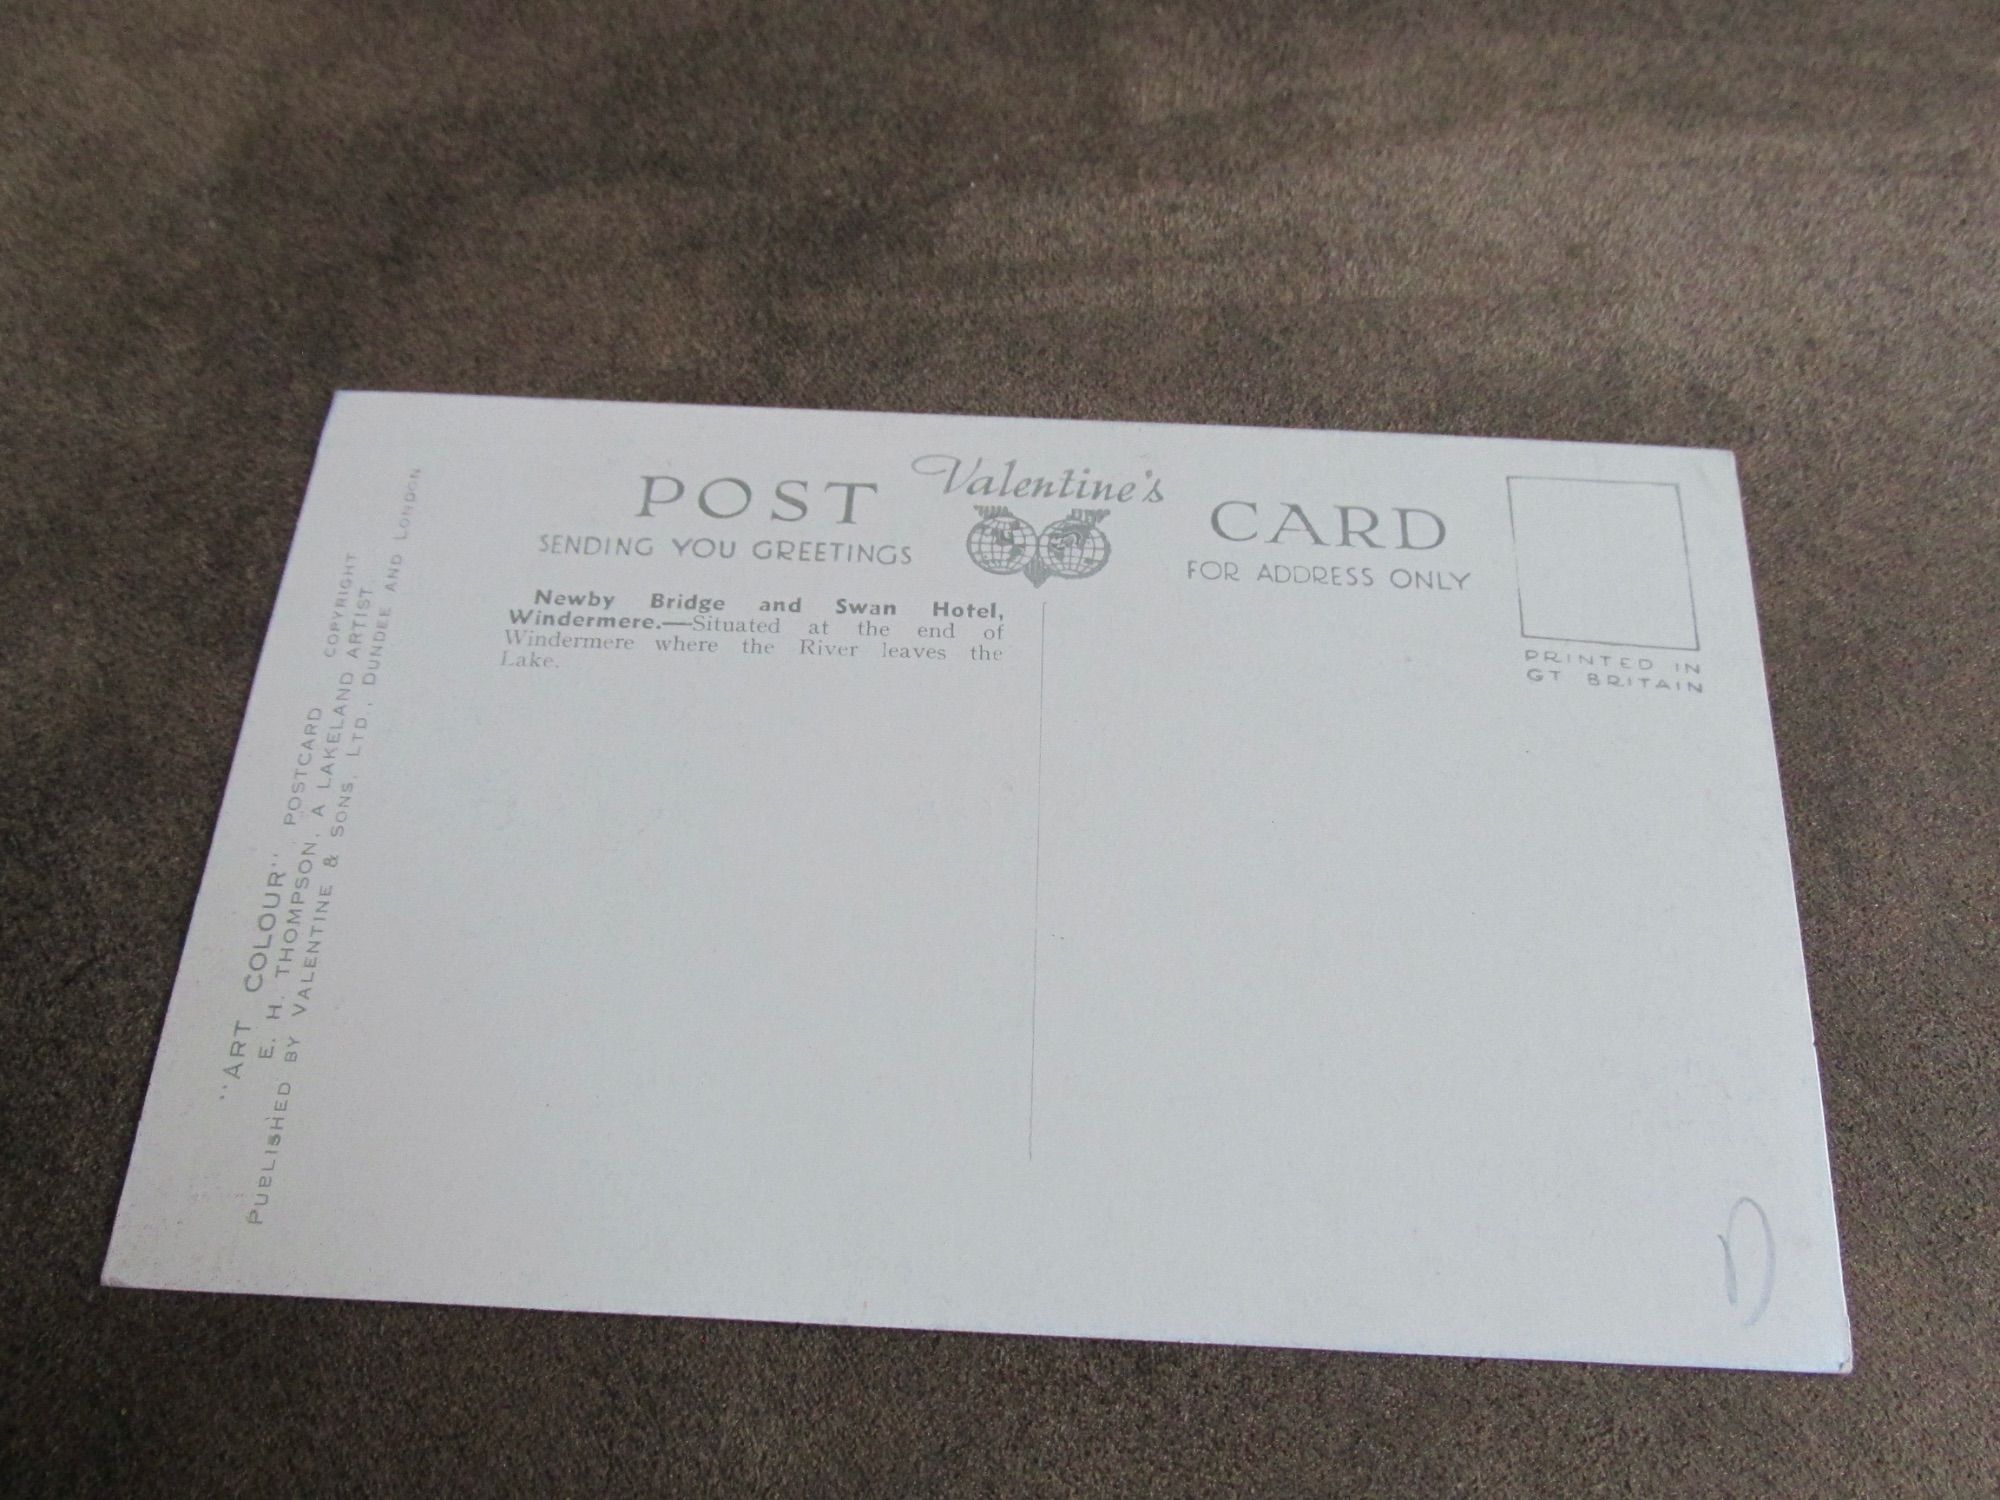 Valentine's
POST CARD
SENDING YOU GREETINGS
FOR ADDRESS ONLY
Newby Bridge and Swan Hotel,
Windermere.—Situated at the end of
Windermere where the River leaves the
Lake.
PRINTED IN
GT BRITAIN
"ART COLOUR" POSTCARD COPYRIGHT
E. H. THOMPSON, A LAKELAND ARTIST.
PUBLISHED BY VALENTINE & SONS, LTD., DUNDEE AND LONDON
D